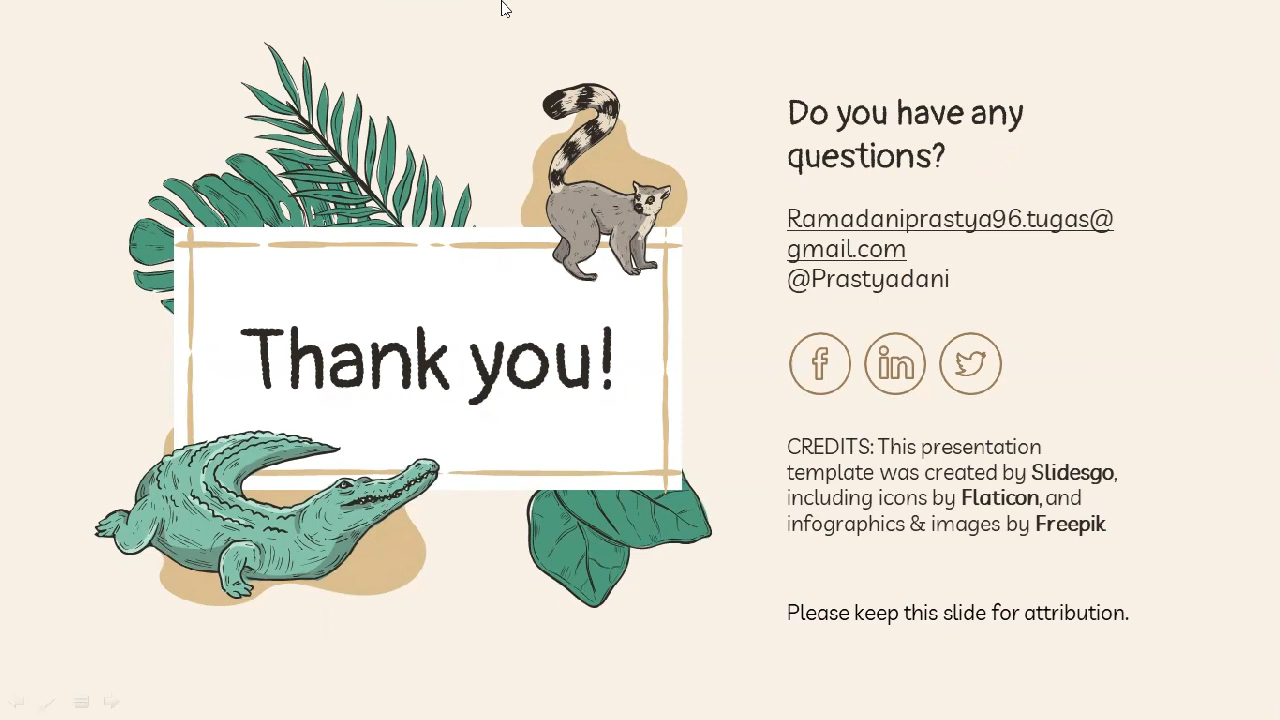 Thank you!
Do you have any
questions?
Ramadaniprastya96.tugas@
gmail.com
@Prastyadani
CREDITS: This presentation
template was created by Slidesgo,
including icons by Flaticon, and
infographics & images by Freepik
Please keep this slide for attribution.